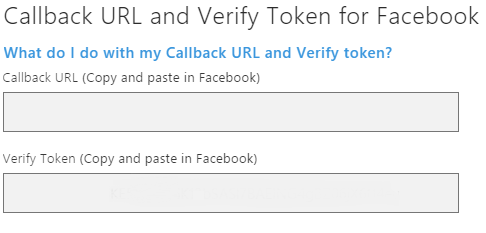 Callback URL and Verify Token for Facebook
What do I do with my Callback URL and Verify token?
Callback URL (Copy and paste in Facebook)
Verify Token (Copy and paste in Facebook)